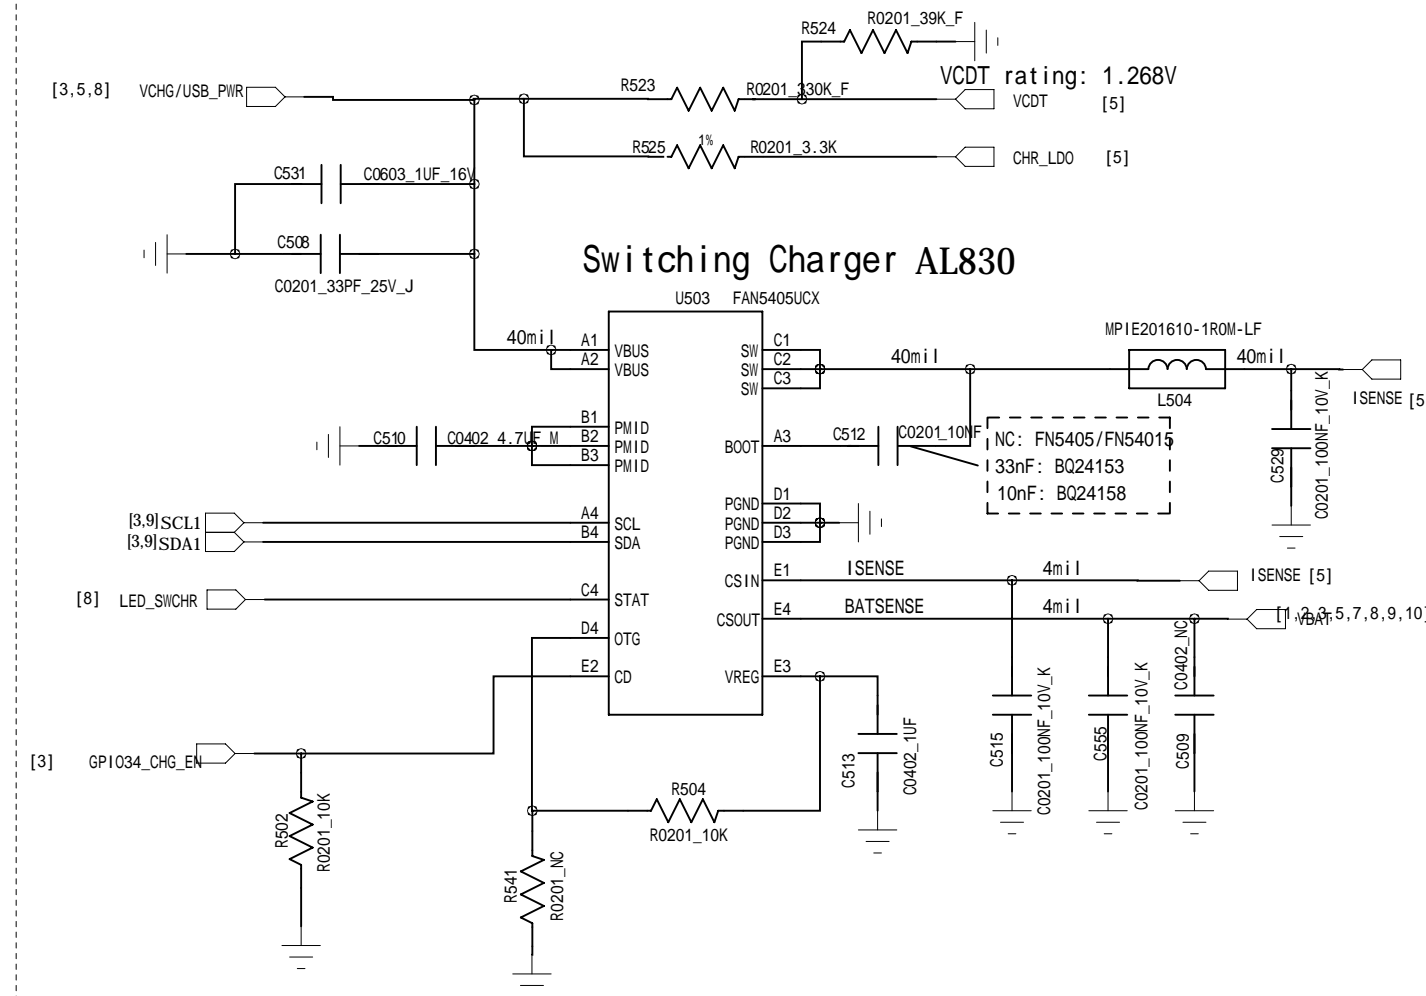 R524
R0201_39K_F
VCDT rating: 1.268V
[3,5,8]
VCHG/USB_PWR
R523
R0201_330K_F
VCDT
[5]
R525
1%
R0201_3.3K
CHR_LDO
[5]
C531
C0603_1UF_16V
C508
C0201_33PF_25V_J
Switching Charger AL830
U503
FAN5405UCX
MPIE201610-1R0M-LF
40mil
A1
VBUS
A2
VBUS
SW
C1
SW
C2
SW
C3
40mil
40mil
L504
ISENSE [5
B1
PMID
B2
PMID
B3
PMID
C510
C0402_4.7UF_M
BOOT
A3
C512
C0201_10NF
NC: FN5405/FN54015
33nF: BQ24153
10nF: BQ24158
C529
C0201_100NF_10V_K
PGND
D1
PGND
D2
PGND
D3
[3,9]SCL1
A4
SCL
[3,9]SDA1
B4
SDA
CSIN
E1
ISENSE
4mil
ISENSE [5]
[8]
LED_SWCHR
C4
STAT
CSOUT
E4
BATSENSE
4mil
VBAT
[1,2,3,5,7,8,9,10]
D4
OTG
E2
CD
VREG
E3
[3]
GPIO34_CHG_EN
C513
C0402_1UF
C515
C0201_100NF_10V_K
C555
C0201_100NF_10V_K
C509
C0402_NC
R504
R0201_10K
R502
R0201_10K
R541
R0201_NC